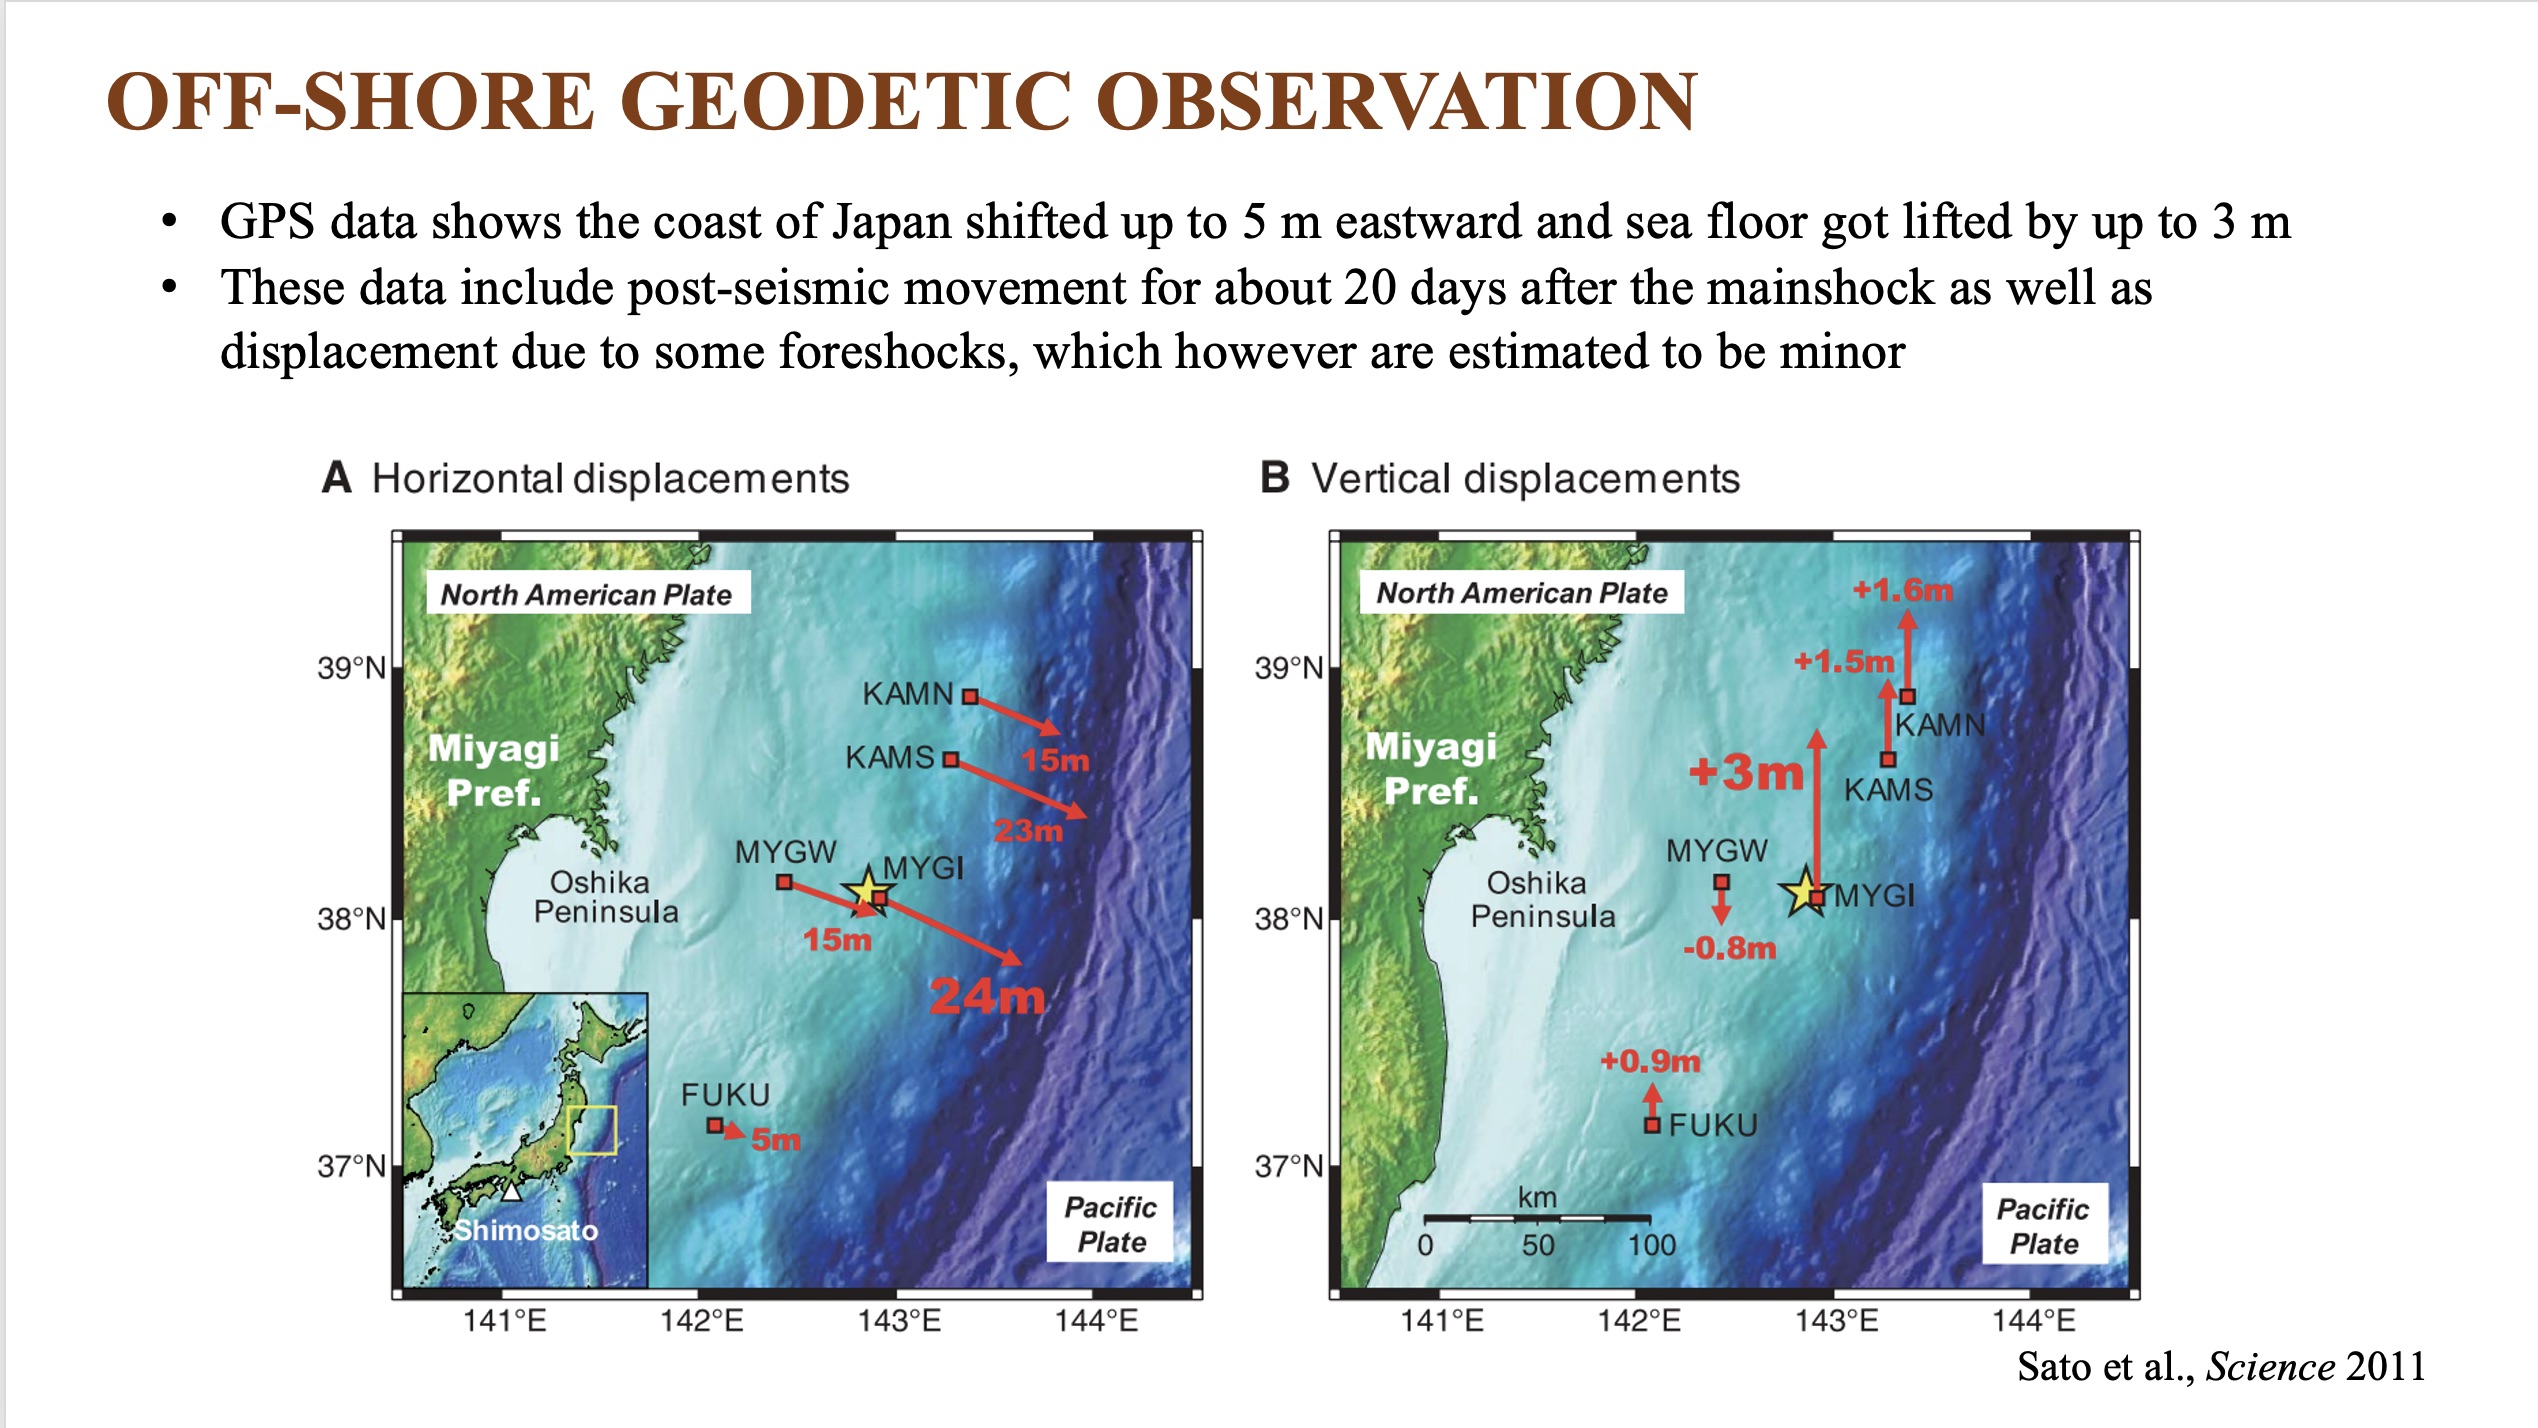 OFF-SHORE GEODETIC OBSERVATION
• GPS data shows the coast of Japan shifted up to 5 m eastward and sea floor got lifted by up to 3 m
• These data include post-seismic movement for about 20 days after the mainshock as well as
displacement due to some foreshocks, which however are estimated to be minor
A Horizontal displacements
North American Plate
39°N
KAMN
15m
KAMS
23m
Miyagi
Pref.
MYGW
MYGI
Oshika
Peninsula
38°N
15m
24m
FUKU
5m
37°N
Shimosato
Pacific
Plate
141°E
142°E
143°E
144°E
B Vertical displacements
North American Plate
+1.6m
+1.5m
39°N
KAMN
Miyagi
Pref.
+3m
KAMS
MYGW
Oshika
Peninsula
MYGI
38°N
-0.8m
+0.9m
FUKU
37°N
km
0
50
100
Pacific
Plate
141°E
142°E
143°E
144°E
Sato et al., Science 2011